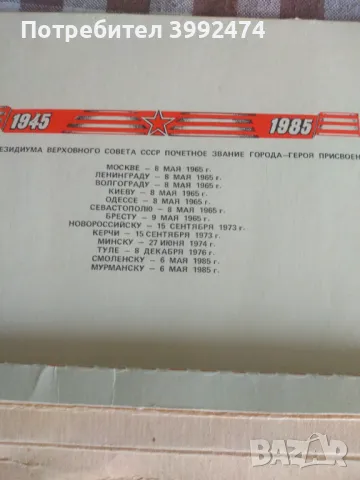 Потребител 3992474
1945 1985
ЕЗИДИУМА ВЕРХОВНОГО СОВЕТА СССР ПОЧЕТНОЕ ЗВАНИЕ ГОРОДА-ГЕРОЯ ПРИСВОЕН
МОСКВЕ — 8 МАЯ 1965 г.
ЛЕНИНГРАДУ — 8 МАЯ 1965 г.
ВОЛГОГРАДУ — 8 МАЯ 1965 г.
КИЕВУ — 8 МАЯ 1965 г.
ОДЕССЕ — 8 МАЯ 1965 г.
СЕВАСТОПОЛЮ — 8 МАЯ 1965 г.
БРЕСТУ — 9 МАЯ 1965 г.
НОВОРОССИЙСКУ — 15 СЕНТЯБРЯ 1973 г.
КЕРЧИ — 15 СЕНТЯБРЯ 1973 г.
МИНСКУ — 27 ИЮНЯ 1974 г.
ТУЛЕ — 8 ДЕКАБРЯ 1976 г.
СМОЛЕНСКУ — 6 МАЯ 1985 г.
МУРМАНСКУ — 6 МАЯ 1985 г.
BAZAR